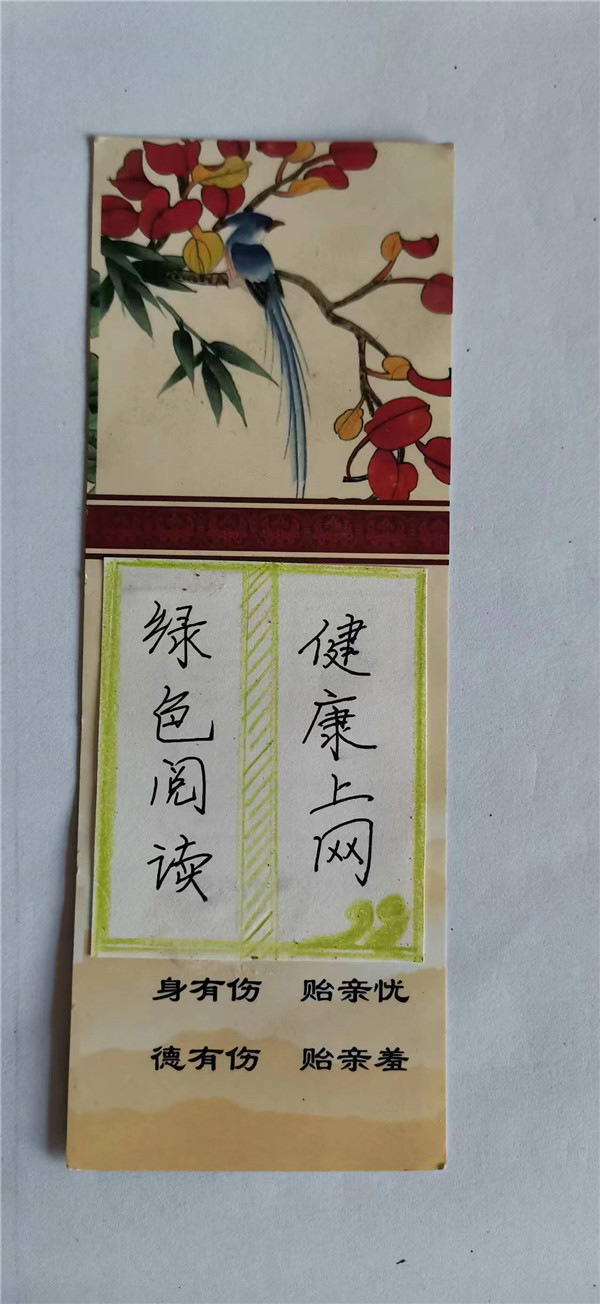 绿色阅读
健康上网
身有伤 贻亲忧
德有伤 贻亲羞